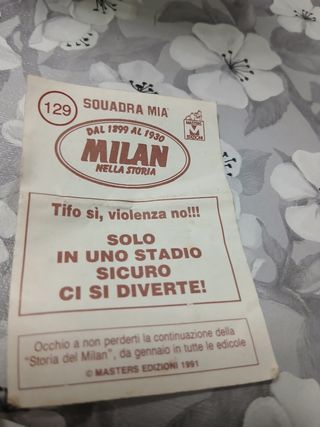 129
SQUADRA MIA
DAL 1899 AL 1930
MILAN
NELLA STORIA
MASTERS
EDIZIONI
Tifo sì, violenza no!!!
SOLO
IN UNO STADIO
SICURO
CI SI DIVERTE!
Occhio a non perderti la continuazione della
"Storia del Milan", da gennaio in tutte le edicole
© MASTERS EDIZIONI 1991